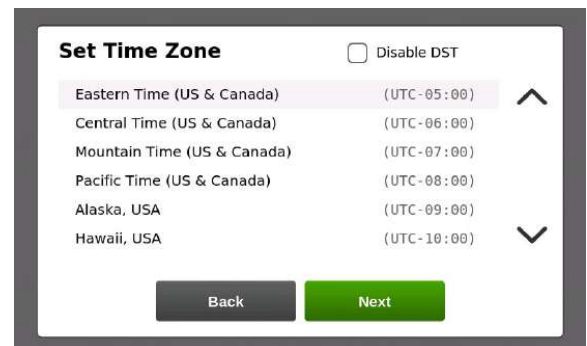 Set Time Zone Disable DST
Eastern Time (US & Canada) (UTC-05:00)
Central Time (US & Canada) (UTC-06:00)
Mountain Time (US & Canada) (UTC-07:00)
Pacific Time (US & Canada) (UTC-08:00)
Alaska, USA (UTC-09:00)
Hawaii, USA (UTC-10:00)
Back Next